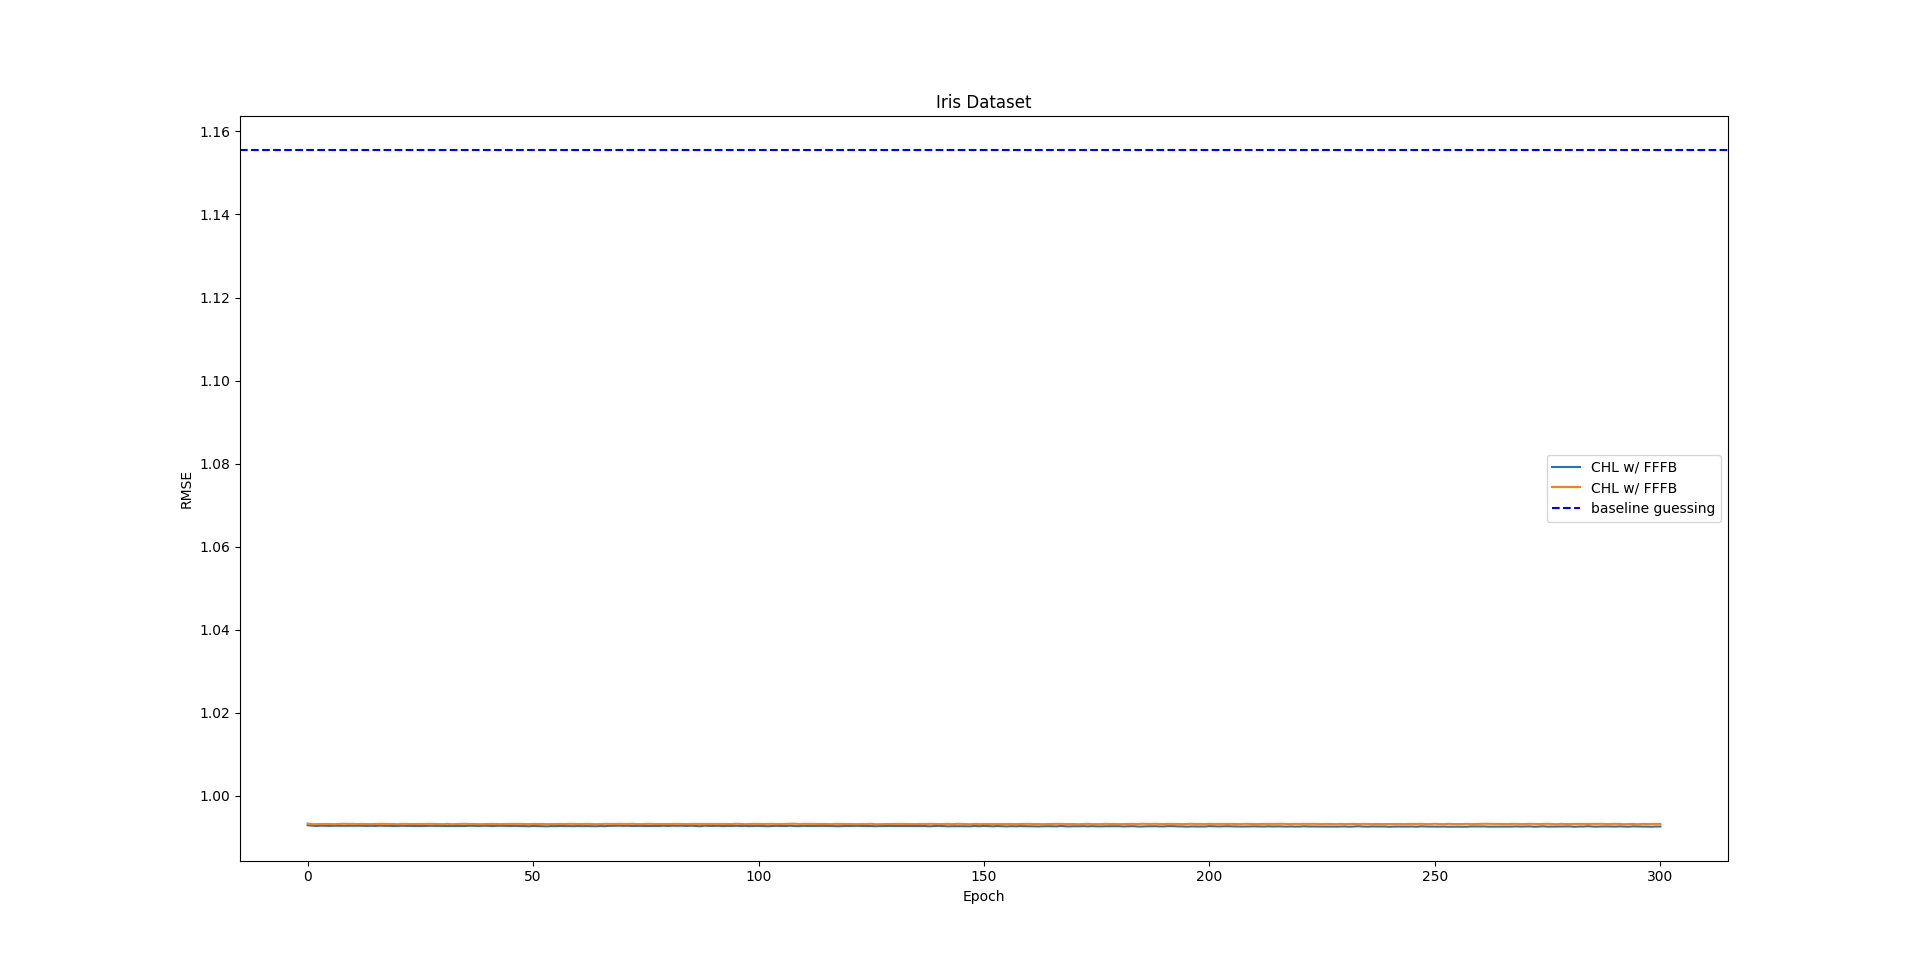 Iris Dataset
1.16
1.14
1.12
1.10
1.08
1.06
1.04
1.02
1.00
RMSE
CHL w/ FFFB
CHL w/ FFFB
baseline guessing
0 50 100 150 200 250 300
Epoch